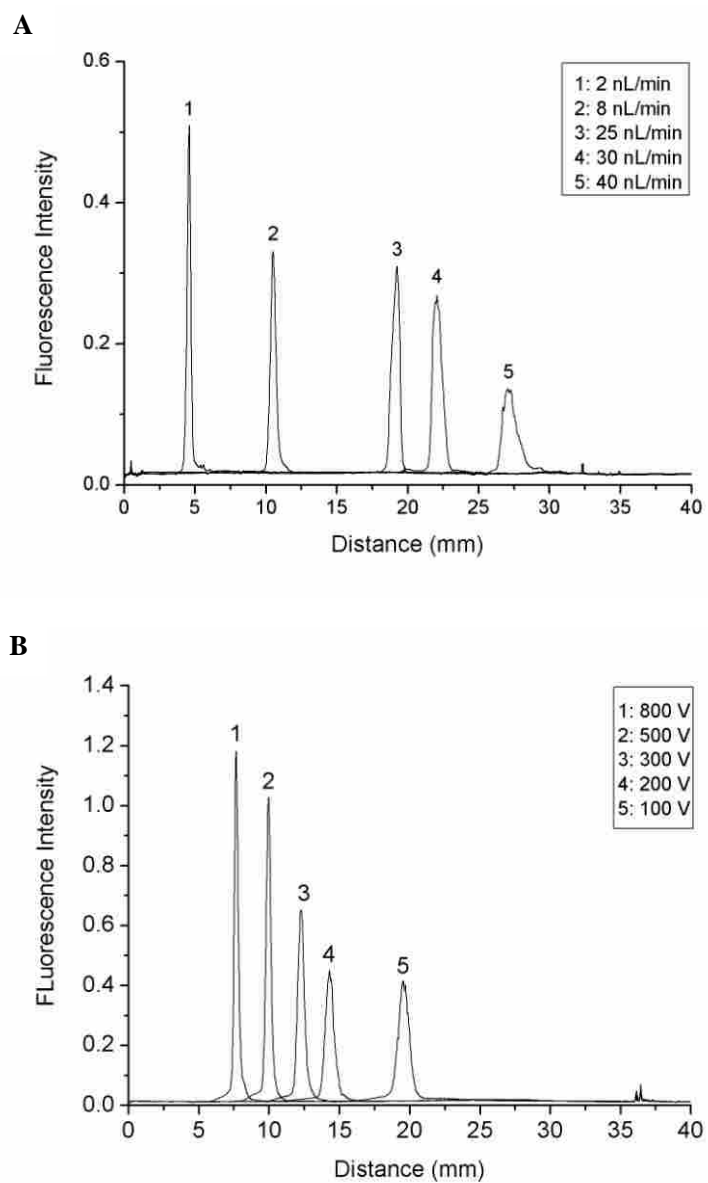 A
0.6
0.4
0.2
0.0
Fluorescence Intensity
1
2
3
4
5
1: 2 nL/min
2: 8 nL/min
3: 25 nL/min
4: 30 nL/min
5: 40 nL/min
0 5 10 15 20 25 30 35 40
Distance (mm)
B
1.4
1.2
1.0
0.8
0.6
0.4
0.2
0.0
FLuorescence Intensity
1
2
3
4
5
1: 800 V
2: 500 V
3: 300 V
4: 200 V
5: 100 V
0 5 10 15 20 25 30 35 40
Distance (mm)